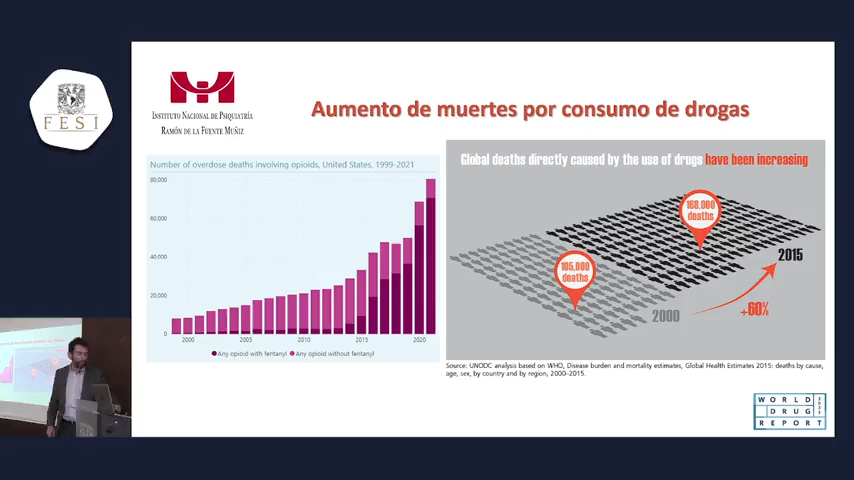 FESI
INSTITUTO NACIONAL DE PSIQUIATRÍA
RAMÓN DE LA FUENTE MUÑIZ
Aumento de muertes por consumo de drogas
Number of overdose deaths involving opioids, United States, 1999-2021
80,000
60,000
40,000
20,000
0
2000
2005
2010
2015
2020
Any opioid with fentanyl
Any opioid without fentanyl
Global deaths directly caused by the use of drugs have been increasing
168,000
deaths
105,000
deaths
2015
2000
+60%
Source: UNODC analysis based on WHO, Disease burden and mortality estimates, Global Health Estimates 2015: deaths by cause,
age, sex, by country and by region, 2000–2015.
WORLD
DRUG
REPORT